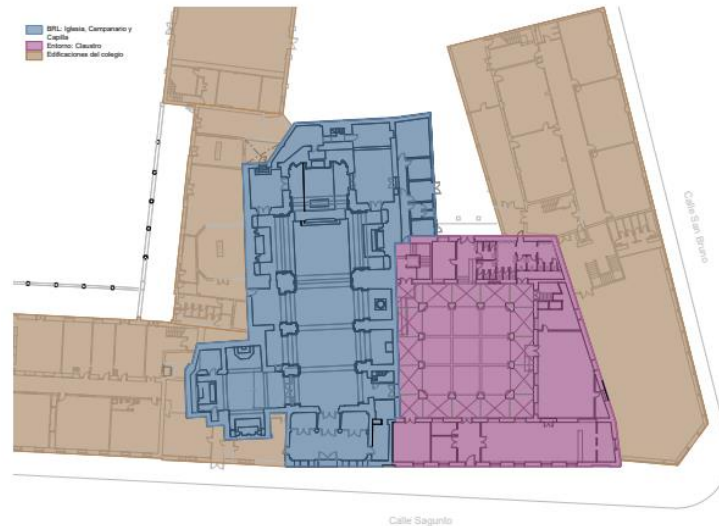 BRL: Iglesia, Campanario y
Capilla
Entorno: Claustro
Edificaciones del colegio
Calle San Bruno
Calle Sagunto